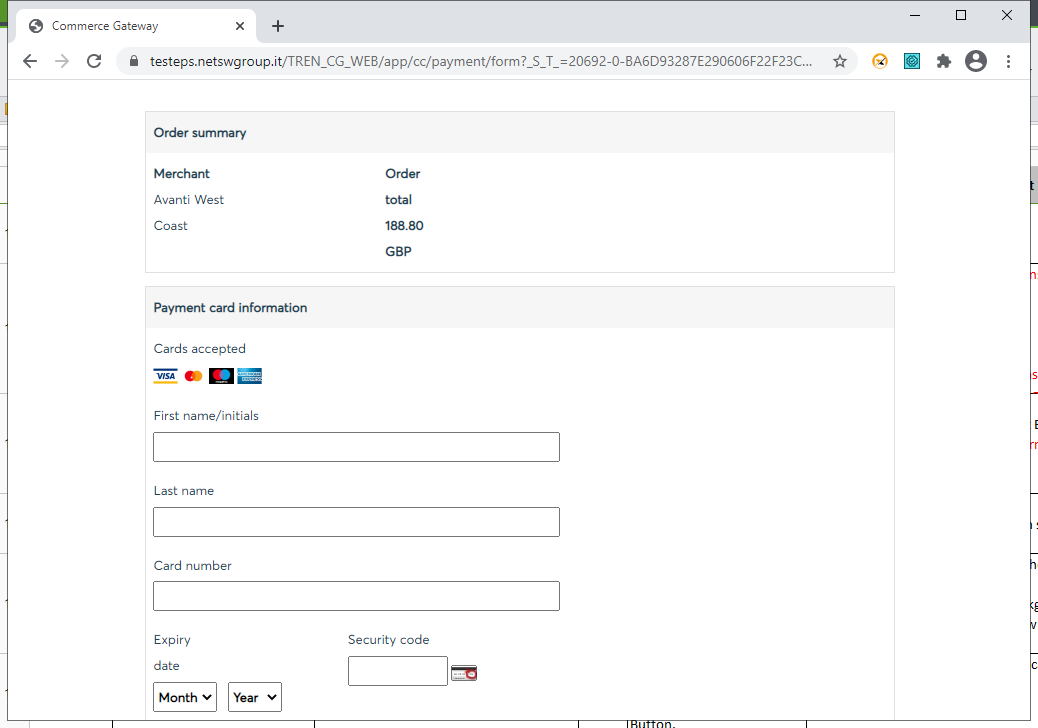 Commerce Gateway
testeps.netswgroup.it/TREN_CG_WEB/app/cc/payment/form?_S_T_=20692-0-BA6D93287E290606F22F23C...
Order summary
Merchant
Avanti West
Coast
Order
total
188.80
GBP
Payment card information
Cards accepted
VISA
First name/initials
Last name
Card number
Expiry
date
Security code
Month
Year
Button.